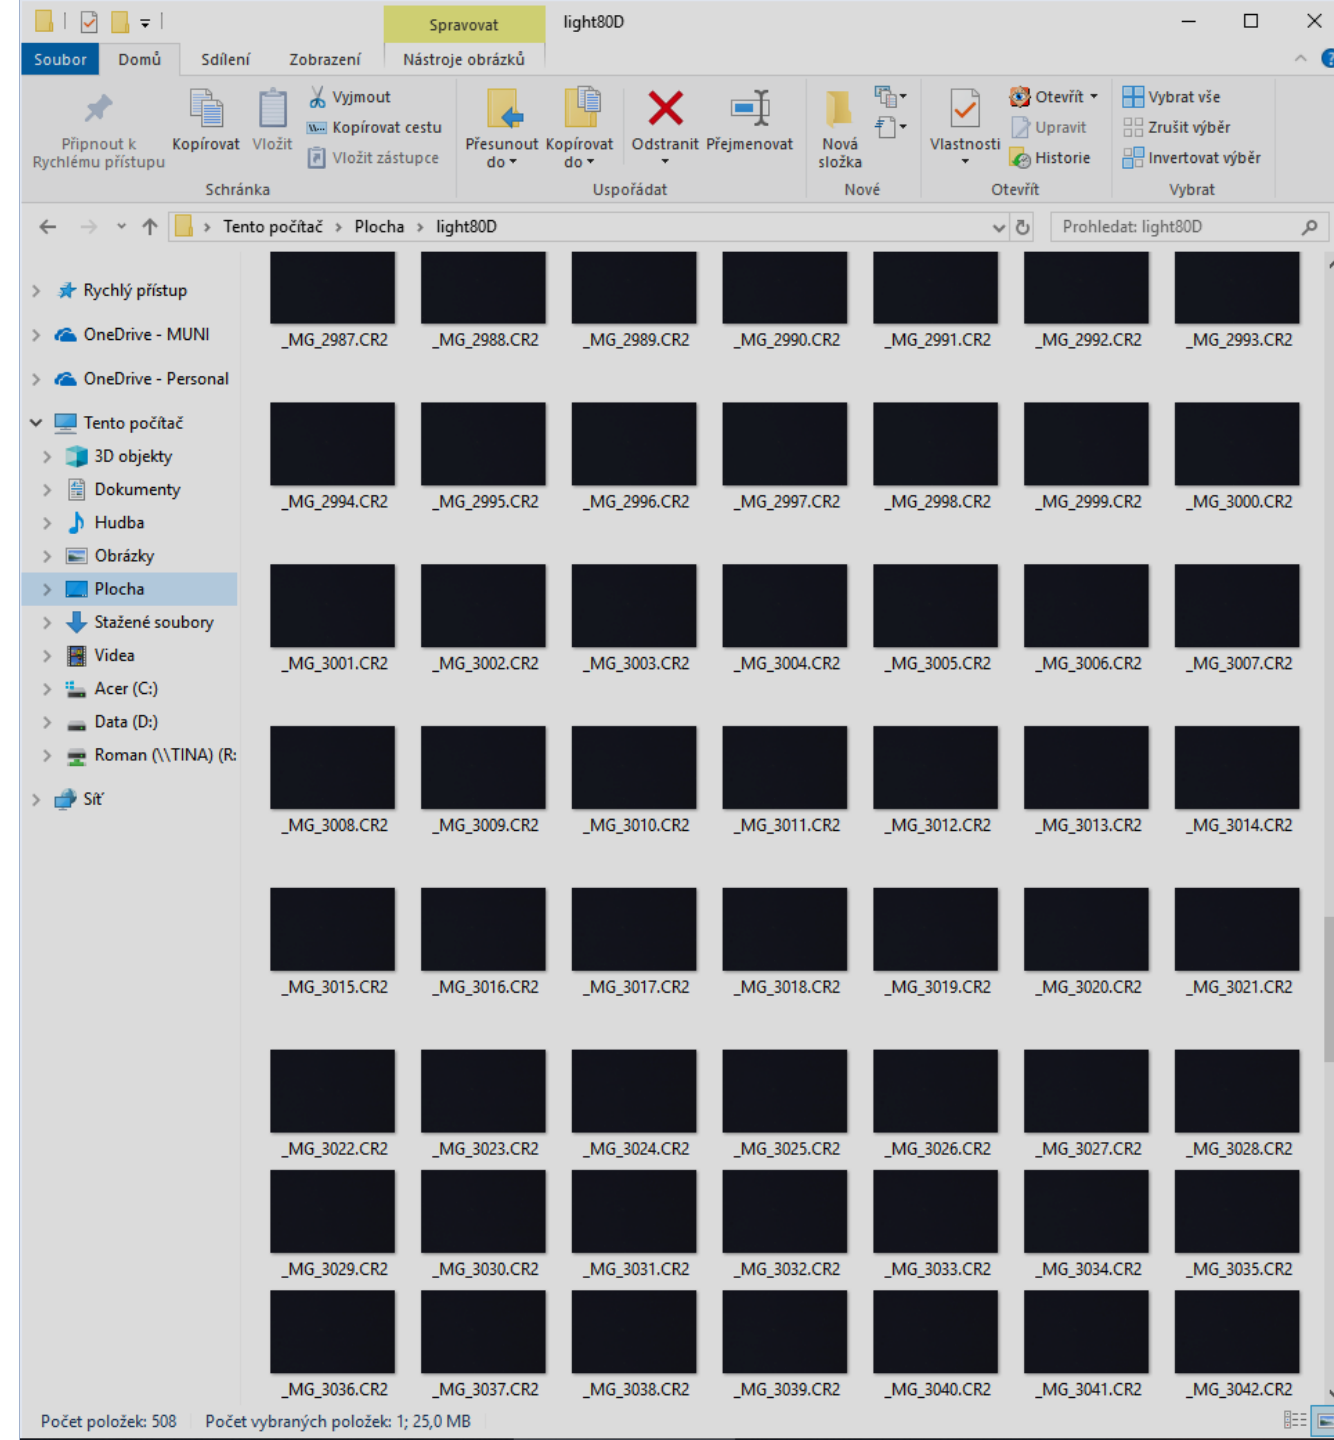 Spravovat light80D
Soubor Domů Sdílení Zobrazení Nástroje obrázků
Připnout k Rychlému přístupu
Kopírovat
Vložit
Vyjmout
Kopírovat cestu
Vložit zástupce
Schránka
Přesunout do
Kopírovat do
Odstranit
Přejmenovat
Uspořádat
Nová složka
Nové
Vlastnosti
Otevřít
Upravit
Historie
Otevřít
Vybrat vše
Zrušit výběr
Invertovat výběr
Vybrat
Tento počítač > Plocha > light80D
Prohledat: light80D
Rychlý přístup
OneDrive - MUNI
OneDrive - Personal
Tento počítač
3D objekty
Dokumenty
Hudba
Obrázky
Plocha
Stažené soubory
Videa
Acer (C:)
Data (D:)
Roman (\\TINA) (R:
Síť
_MG_2987.CR2 _MG_2988.CR2 _MG_2989.CR2 _MG_2990.CR2 _MG_2991.CR2 _MG_2992.CR2 _MG_2993.CR2
_MG_2994.CR2 _MG_2995.CR2 _MG_2996.CR2 _MG_2997.CR2 _MG_2998.CR2 _MG_2999.CR2 _MG_3000.CR2
_MG_3001.CR2 _MG_3002.CR2 _MG_3003.CR2 _MG_3004.CR2 _MG_3005.CR2 _MG_3006.CR2 _MG_3007.CR2
_MG_3008.CR2 _MG_3009.CR2 _MG_3010.CR2 _MG_3011.CR2 _MG_3012.CR2 _MG_3013.CR2 _MG_3014.CR2
_MG_3015.CR2 _MG_3016.CR2 _MG_3017.CR2 _MG_3018.CR2 _MG_3019.CR2 _MG_3020.CR2 _MG_3021.CR2
_MG_3022.CR2 _MG_3023.CR2 _MG_3024.CR2 _MG_3025.CR2 _MG_3026.CR2 _MG_3027.CR2 _MG_3028.CR2
_MG_3029.CR2 _MG_3030.CR2 _MG_3031.CR2 _MG_3032.CR2 _MG_3033.CR2 _MG_3034.CR2 _MG_3035.CR2
_MG_3036.CR2 _MG_3037.CR2 _MG_3038.CR2 _MG_3039.CR2 _MG_3040.CR2 _MG_3041.CR2 _MG_3042.CR2
Počet položek: 508 Počet vybraných položek: 1; 25,0 MB